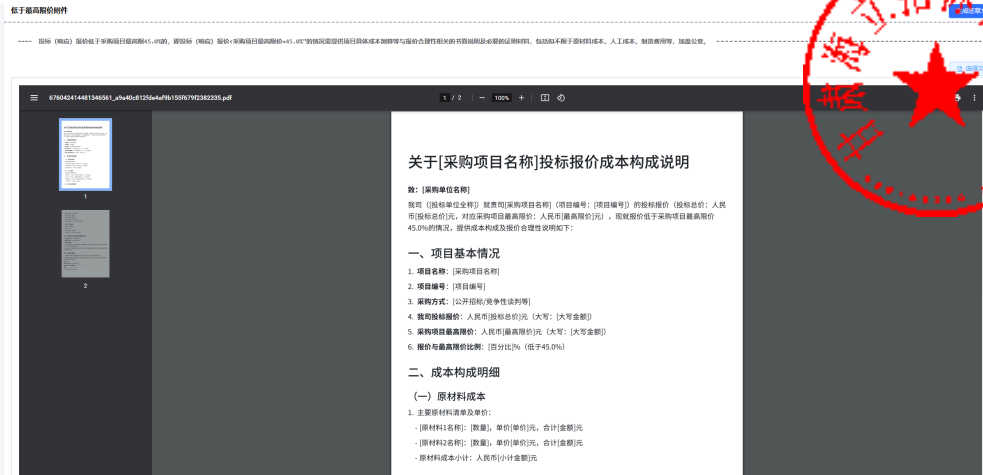 低于最高限价附件
投标（响应）报价低于采购项目最高限45.0%的，即投标（响应）报价<采购项目最高限价×45.0%"的情况需提供项目具体成本测算等与报价合理性相关的书面说明及必要的证明材料，包括但不限于原材料成本、人工成本、制造费用等，加盖公章。
676042414481346561_a9a40c812fde4af9b155f679f2382335.pdf
1 / 2
100%
1
2
关于[采购项目名称]投标报价成本构成说明
致：[采购单位名称]
我司（[投标单位全称]）就贵司[采购项目名称]（项目编号：[项目编号]）的投标报价（投标总价：人民
币[投标总价]元，对应采购项目最高限价：人民币[最高限价]元），现就报价低于采购项目最高限价
45.0%的情况，提供成本构成及报价合理性说明如下：
一、项目基本情况
1. 项目名称：[采购项目名称]
2. 项目编号：[项目编号]
3. 采购方式：[公开招标/竞争性谈判等]
4. 我司投标报价：人民币[投标总价]元（大写：[大写金额]）
5. 采购项目最高限价：人民币[最高限价]元（大写：[大写金额]）
6. 报价与最高限价比例：[百分比]%（低于45.0%）
二、成本构成明细
（一）原材料成本
1. 主要原材料清单及单价：
- [原材料1名称]：[数量]，单价[单价]元，合计[金额]元
- [原材料2名称]：[数量]，单价[单价]元，合计[金额]元
- 原材料成本小计：人民币[小计金额]元